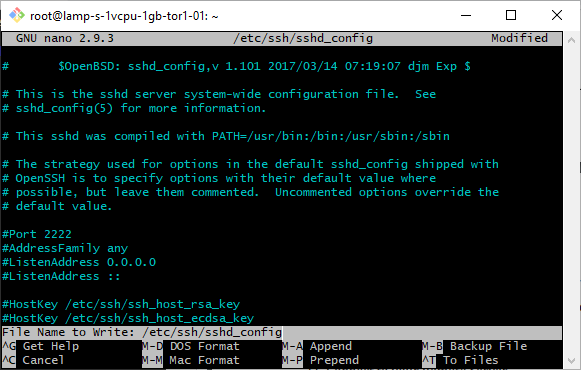 root@lamp-s-1vcpu-1gb-tor1-01: ~
GNU nano 2.9.3 /etc/ssh/sshd_config Modified
# $OpenBSD: sshd_config,v 1.101 2017/03/14 07:19:07 djm Exp $
# This is the sshd server system-wide configuration file. See
# sshd_config(5) for more information.
# This sshd was compiled with PATH=/usr/bin:/bin:/usr/sbin:/sbin
# The strategy used for options in the default sshd_config shipped with
# OpenSSH is to specify options with their default value where
# possible, but leave them commented. Uncommented options override the
# default value.
#Port 2222
#AddressFamily any
#ListenAddress 0.0.0.0
#ListenAddress ::
#HostKey /etc/ssh/ssh_host_rsa_key
#HostKey /etc/ssh/ssh_host_ecdsa_key
File Name to Write: /etc/ssh/sshd_config
^G Get Help M-D DOS Format M-A Append M-B Backup File
^C Cancel M-M Mac Format M-P Prepend ^T To Files